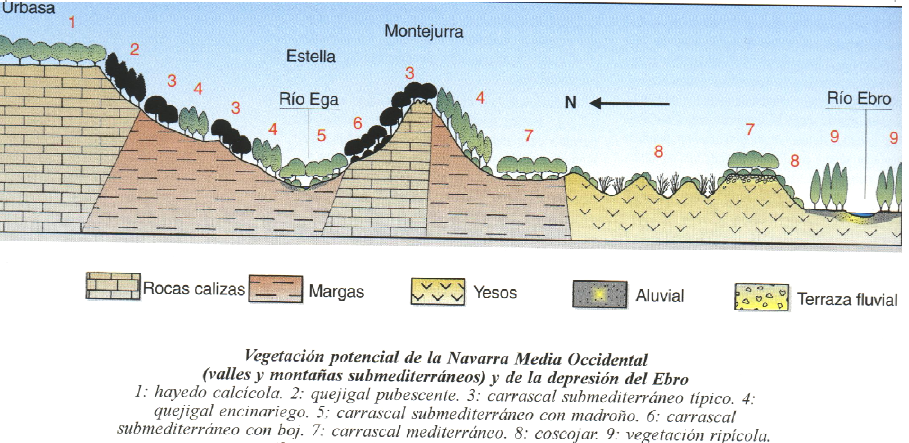 Urbasa
1
2
3
4
3
4
Estella
Río Ega
5
6
Montejurra
3
4
7
N
8
7
8
9
Río Ebro
9
Rocas calizas
Margas
Yesos
Aluvial
Terraza fluvial
Vegetación potencial de la Navarra Media Occidental
(valles y montañas submediterráneos) y de la depresión del Ebro
1: hayedo calcícola. 2: quejigal pubescente. 3: carrascal submediterráneo típico. 4:
quejigal encinariego. 5: carrascal submediterráneo con madroño. 6: carrascal
submediterráneo con boj. 7: carrascal mediterráneo. 8: coscojar. 9: vegetación ripícola.